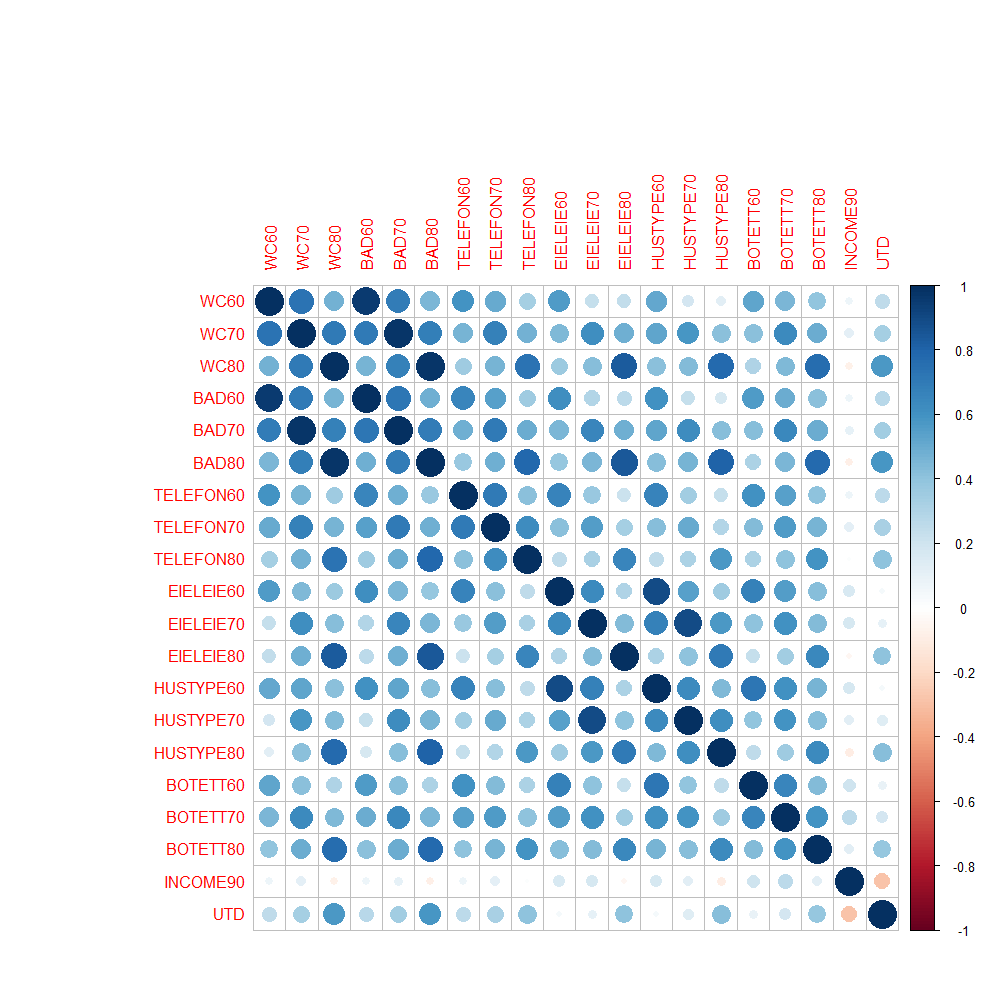 WC60
WC70
WC80
BAD60
BAD70
BAD80
TELEFON60
TELEFON70
TELEFON80
EIELEIE60
EIELEIE70
EIELEIE80
HUSTYPE60
HUSTYPE70
HUSTYPE80
BOTETT60
BOTETT70
BOTETT80
INCOME90
UTD
WC60
WC70
WC80
BAD60
BAD70
BAD80
TELEFON60
TELEFON70
TELEFON80
EIELEIE60
EIELEIE70
EIELEIE80
HUSTYPE60
HUSTYPE70
HUSTYPE80
BOTETT60
BOTETT70
BOTETT80
INCOME90
UTD
1
0.8
0.6
0.4
0.2
0
-0.2
-0.4
-0.6
-0.8
-1